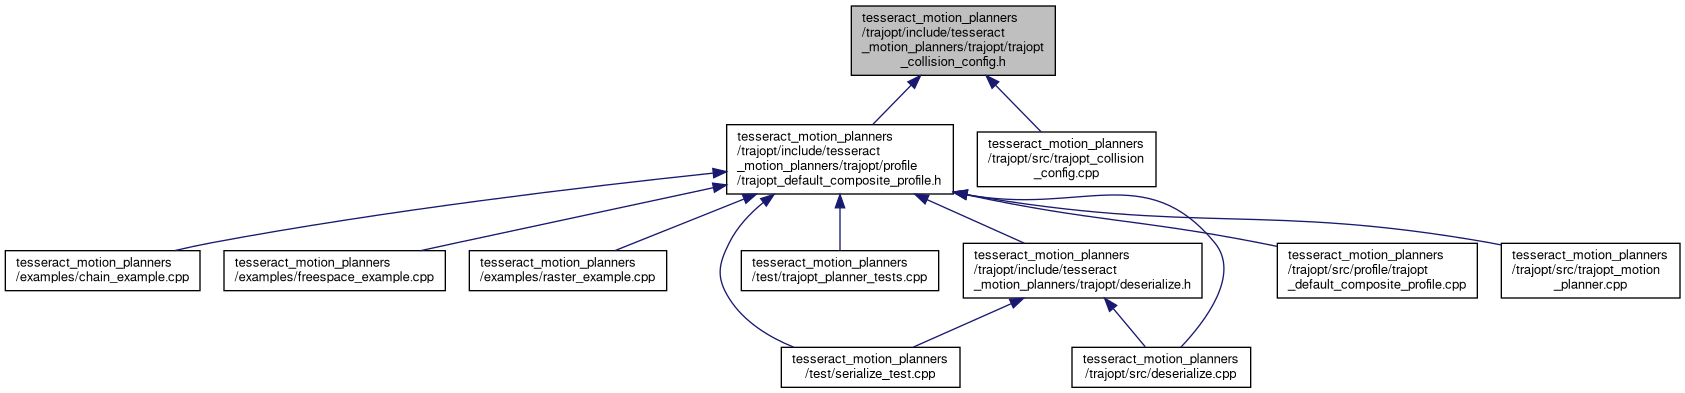 tesseract_motion_planners
/trajopt/include/tesseract
_motion_planners/trajopt/trajopt
_collision_config.h
tesseract_motion_planners
/trajopt/include/tesseract
_motion_planners/trajopt/profile
/trajopt_default_composite_profile.h
tesseract_motion_planners
/trajopt/src/trajopt_collision
_config.cpp
tesseract_motion_planners
/examples/chain_example.cpp
tesseract_motion_planners
/examples/freespace_example.cpp
tesseract_motion_planners
/examples/raster_example.cpp
tesseract_motion_planners
/test/trajopt_planner_tests.cpp
tesseract_motion_planners
/trajopt/include/tesseract
_motion_planners/trajopt/deserialize.h
tesseract_motion_planners
/trajopt/src/profile/trajopt
_default_composite_profile.cpp
tesseract_motion_planners
/trajopt/src/trajopt_motion
_planner.cpp
tesseract_motion_planners
/test/serialize_test.cpp
tesseract_motion_planners
/trajopt/src/deserialize.cpp